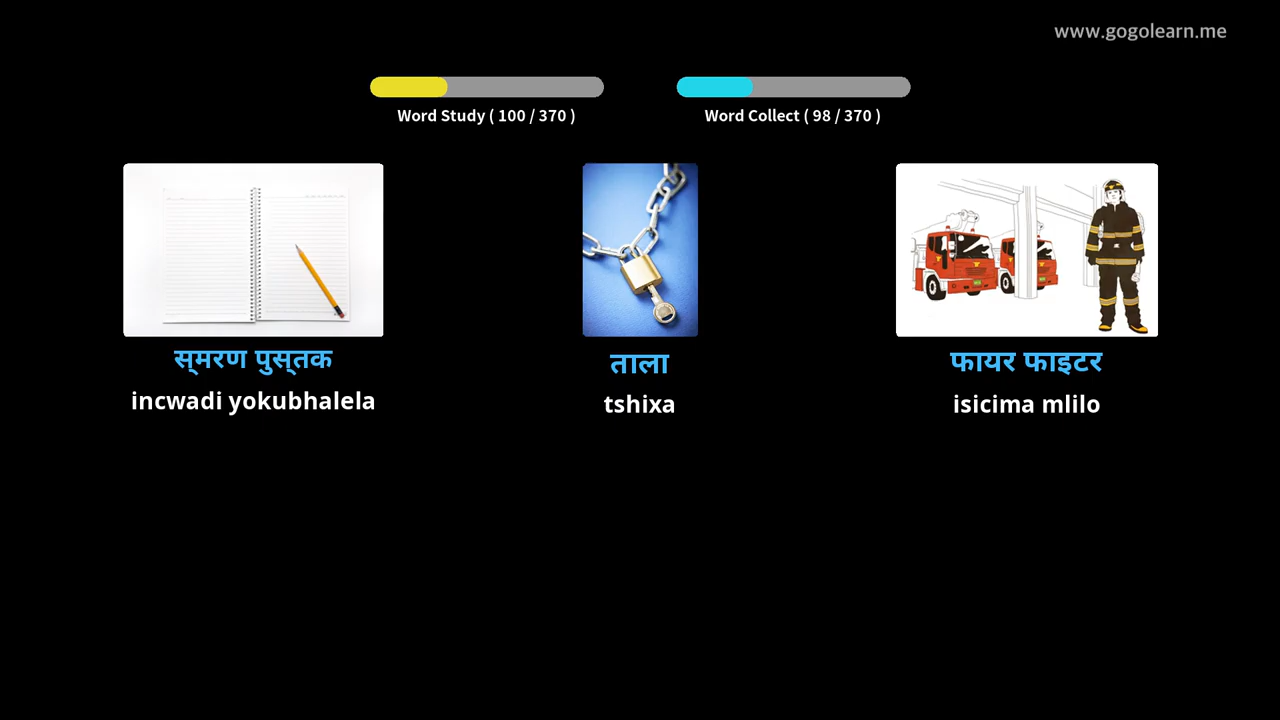 www.gogolearn.me
Word Study ( 100 / 370 )
Word Collect ( 98 / 370 )
स्मरण पुस्तक
incwadi yokubhalela
ताला
tshixa
फायर फाइटर
isicima mlilo